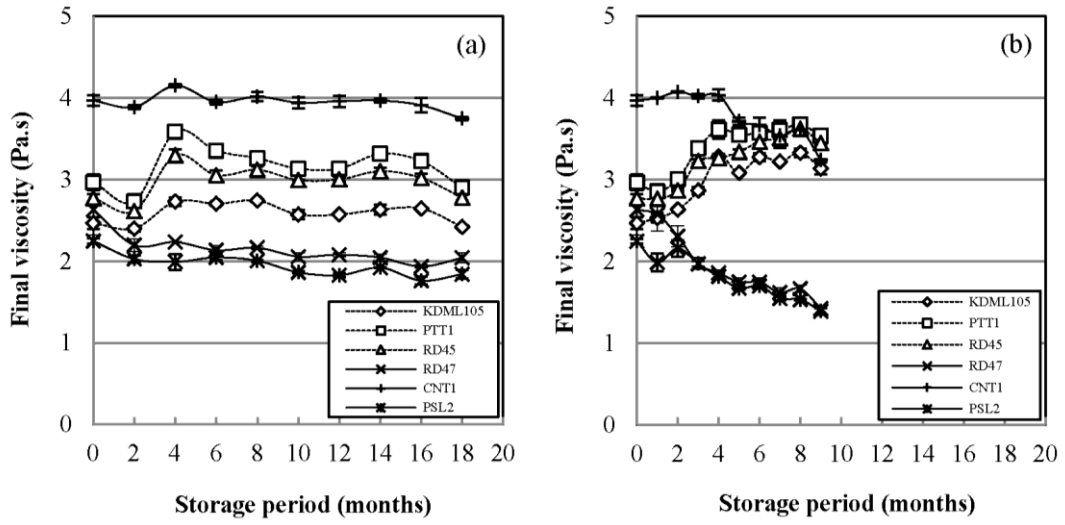 (a)
Final viscosity (Pa.s)
5
4
3
2
1
0
KDML105
PTT1
RD45
RD47
CNT1
PSL2
0 2 4 6 8 10 12 14 16 18 20
Storage period (months)
(b)
Final viscosity (Pa.s)
5
4
3
2
1
0
KDML105
PTT1
RD45
RD47
CNT1
PSL2
0 2 4 6 8 10 12 14 16 18 20
Storage period (months)